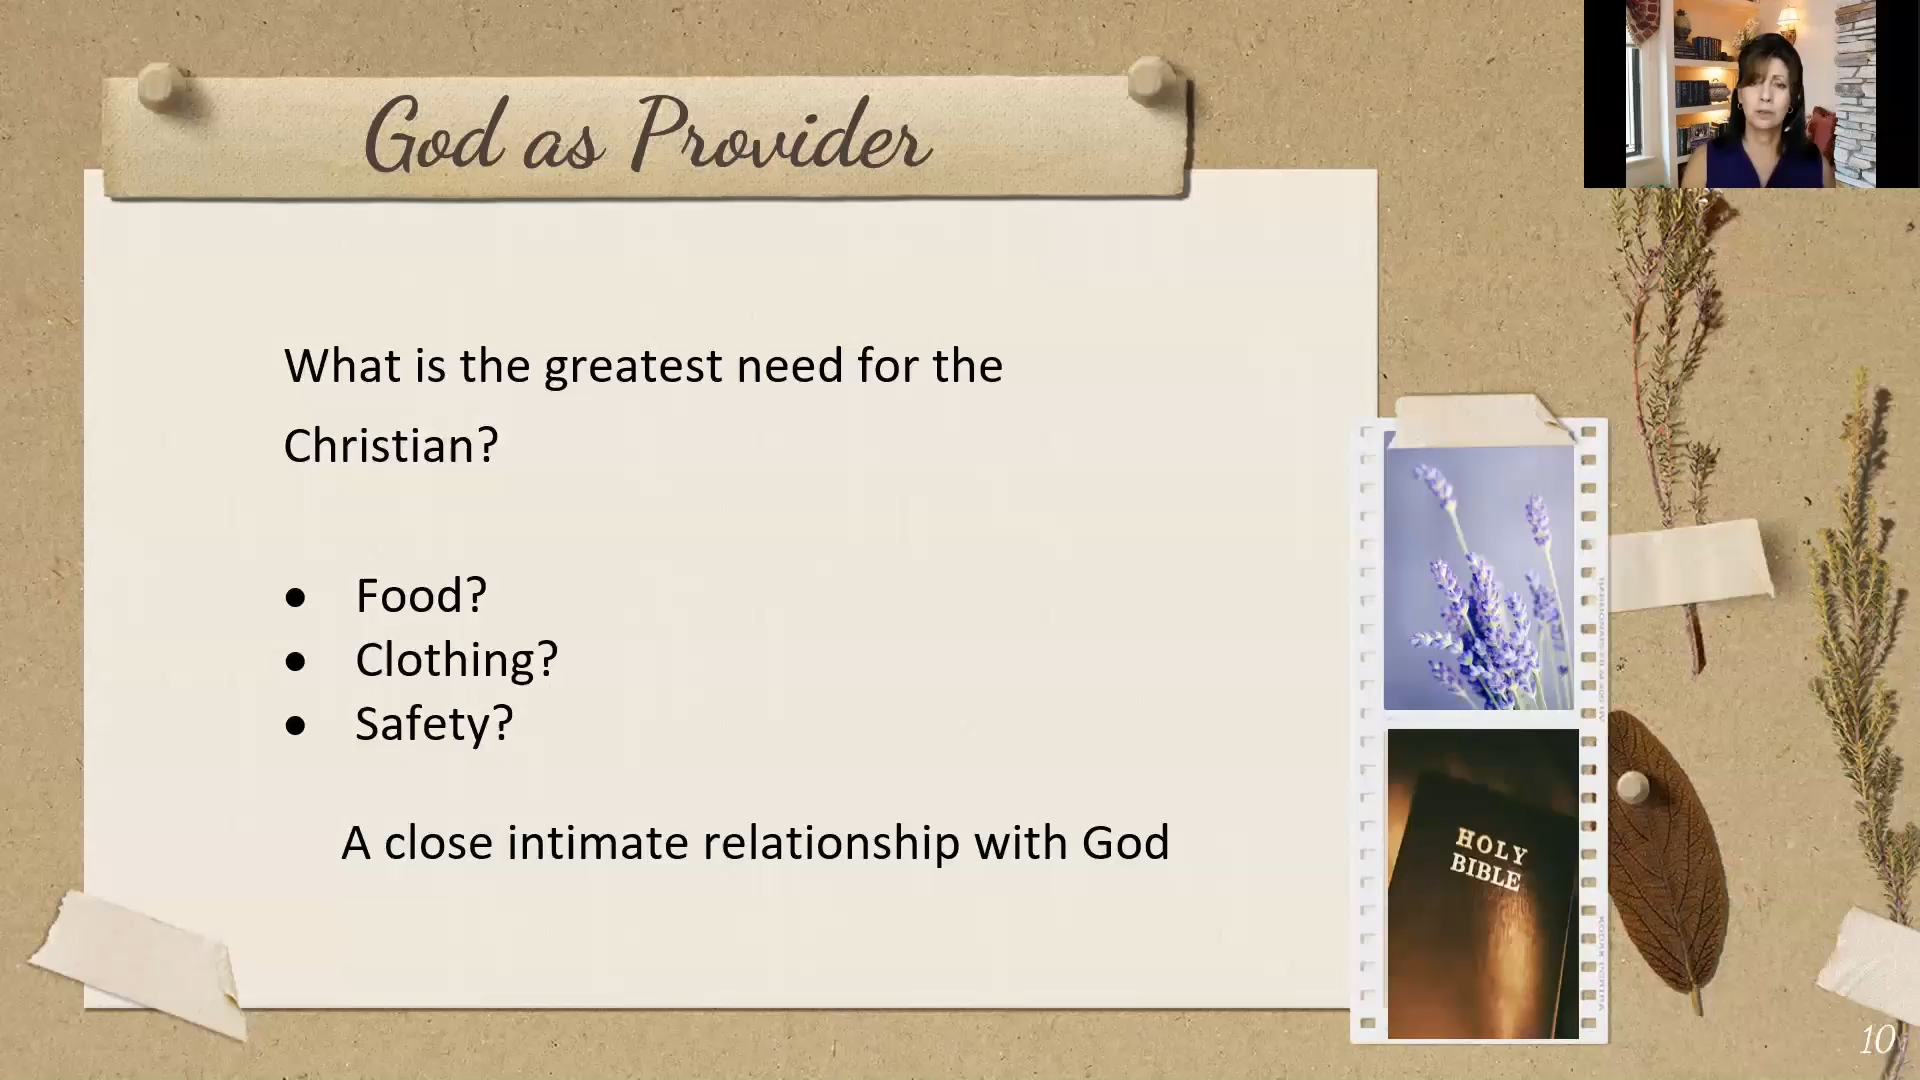 God as Provider
What is the greatest need for the
Christian?
● Food?
● Clothing?
● Safety?
A close intimate relationship with God
HOLY
BIBLE
10